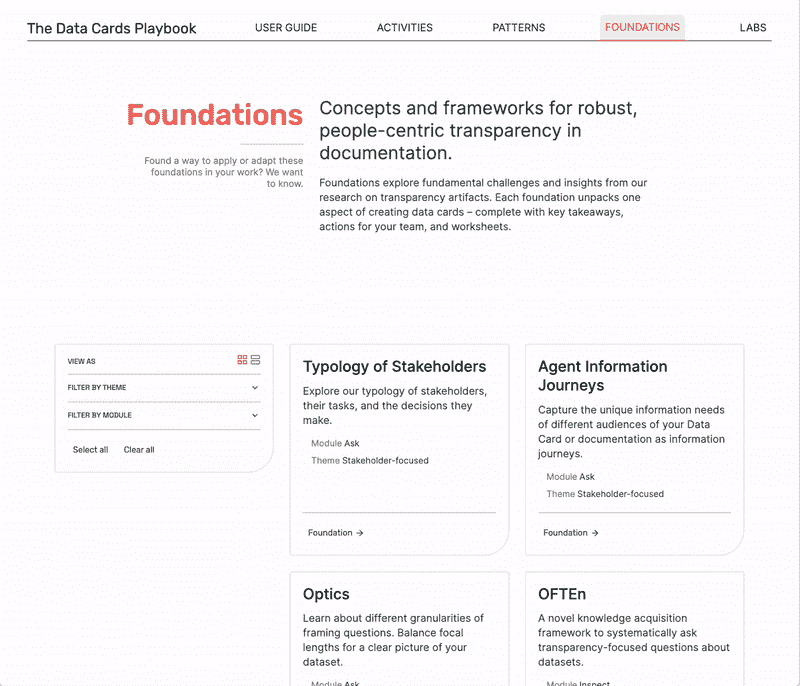 The Data Cards Playbook
USER GUIDE
ACTIVITIES
PATTERNS
FOUNDATIONS
LABS
Foundations
Found a way to apply or adapt these
foundations in your work? We want
to know.
Concepts and frameworks for robust,
people-centric transparency in
documentation.
Foundations explore fundamental challenges and insights from our
research on transparency artifacts. Each foundation unpacks one
aspect of creating data cards – complete with key takeaways,
actions for your team, and worksheets.
VIEW AS
FILTER BY THEME
FILTER BY MODULE
Select all
Clear all
Typology of Stakeholders
Explore our typology of stakeholders,
their tasks, and the decisions they
make.
Module Ask
Theme Stakeholder-focused
Foundation →
Agent Information
Journeys
Capture the unique information needs
of different audiences of your Data
Card or documentation as information
journeys.
Module Ask
Theme Stakeholder-focused
Foundation →
Optics
Learn about different granularities of
framing questions. Balance focal
lengths for a clear picture of your
dataset.
Module Ask
OFTEn
A novel knowledge acquisition
framework to systematically ask
transparency-focused questions about
datasets.
Module Inspect